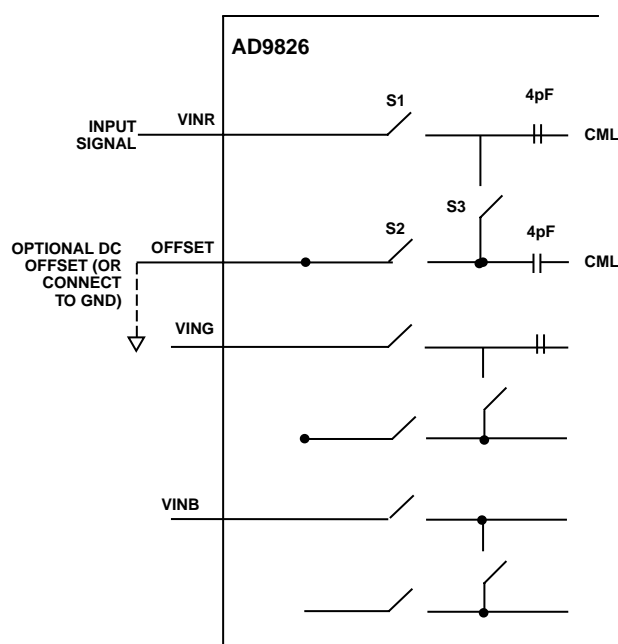 AD9826
S1
4pF
INPUT
SIGNAL
VINR
CML
S3
S2
4pF
OPTIONAL DC
OFFSET (OR
CONNECT
TO GND)
OFFSET
CML
VING
VINB